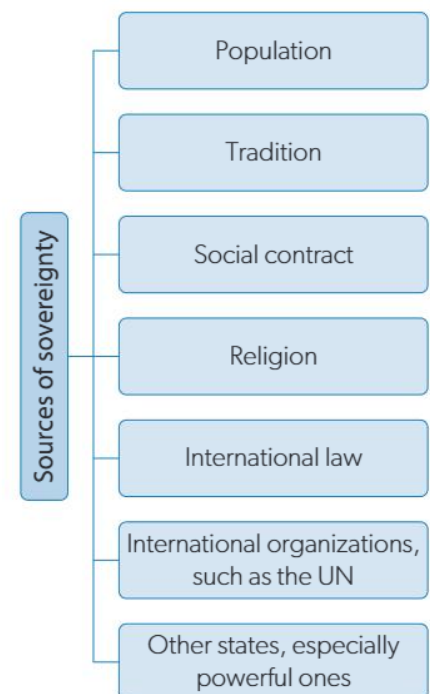 Sources of sovereignty
Population
Tradition
Social contract
Religion
International law
International organizations,
such as the UN
Other states, especially
powerful ones